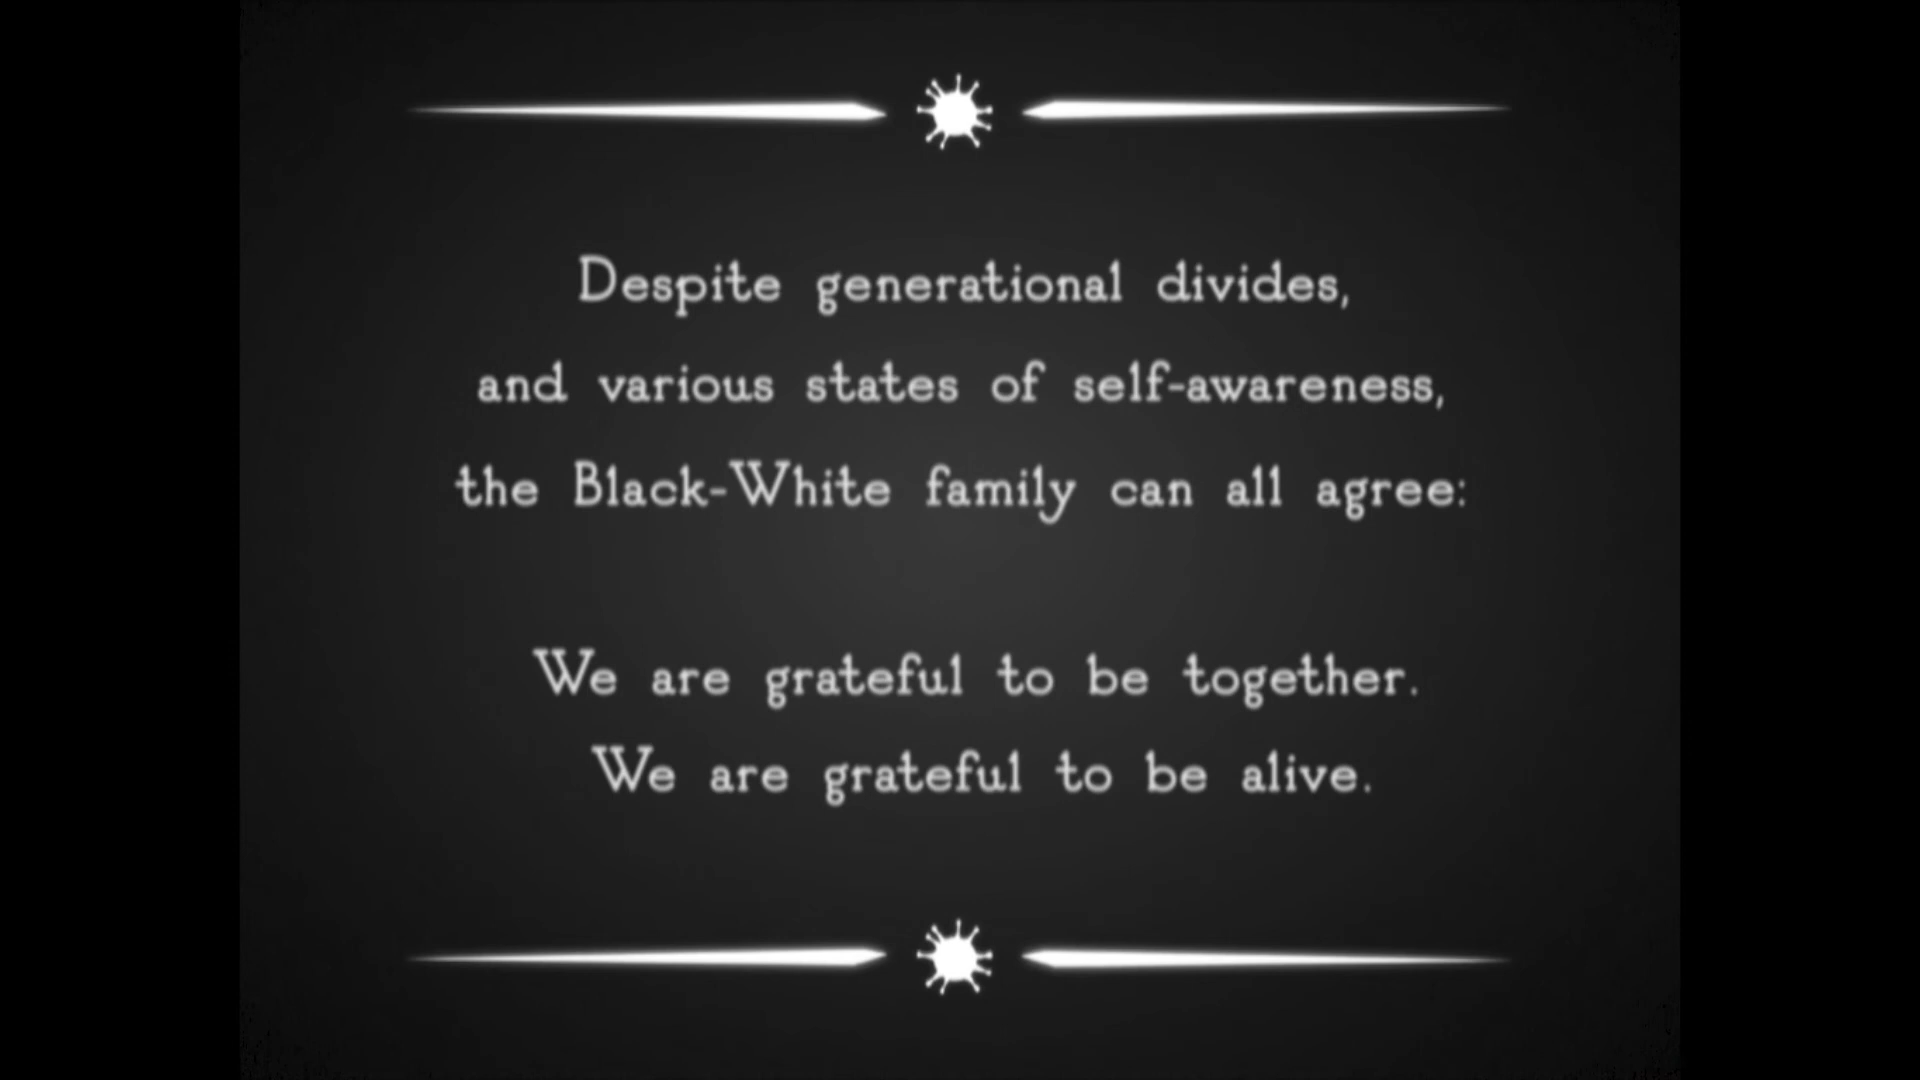 Despite generational divides,
and various states of self-awareness,
the Black-White family can all agree:
We are grateful to be together.
We are grateful to be alive.